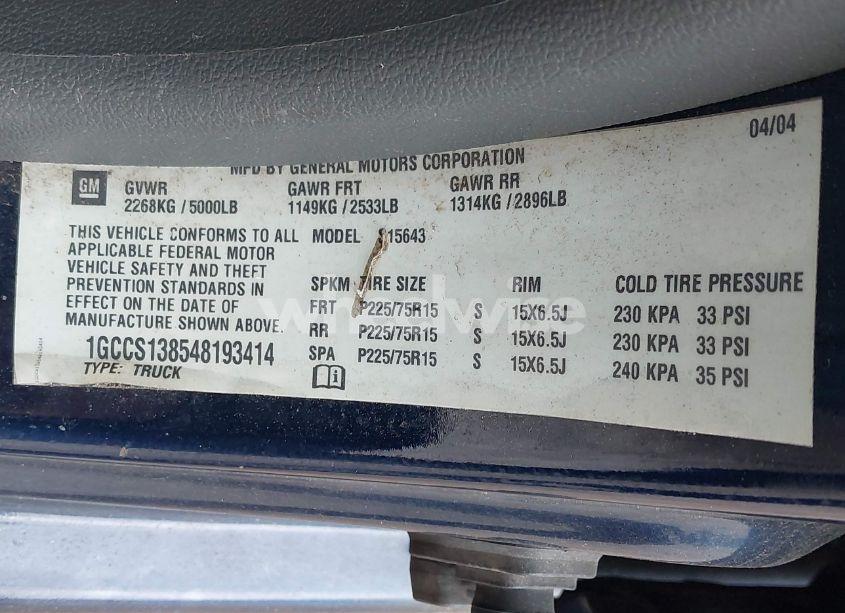 04/04
MFD BY GENERAL MOTORS CORPORATION
GM GVWR GAWR FRT GAWR RR
2268KG / 5000LB 1149KG / 2533LB 1314KG / 2896LB
THIS VEHICLE CONFORMS TO ALL
APPLICABLE FEDERAL MOTOR
VEHICLE SAFETY AND THEFT
PREVENTION STANDARDS IN
EFFECT ON THE DATE OF
MANUFACTURE SHOWN ABOVE.
1GCCS138548193414
TYPE: TRUCK
MODEL 15643
SPKM TIRE SIZE RIM COLD TIRE PRESSURE
FRT P225/75R15 S 15X6.5J 230 KPA 33 PSI
RR P225/75R15 S 15X6.5J 230 KPA 33 PSI
SPA P225/75R15 S 15X6.5J 240 KPA 35 PSI
wheelwire